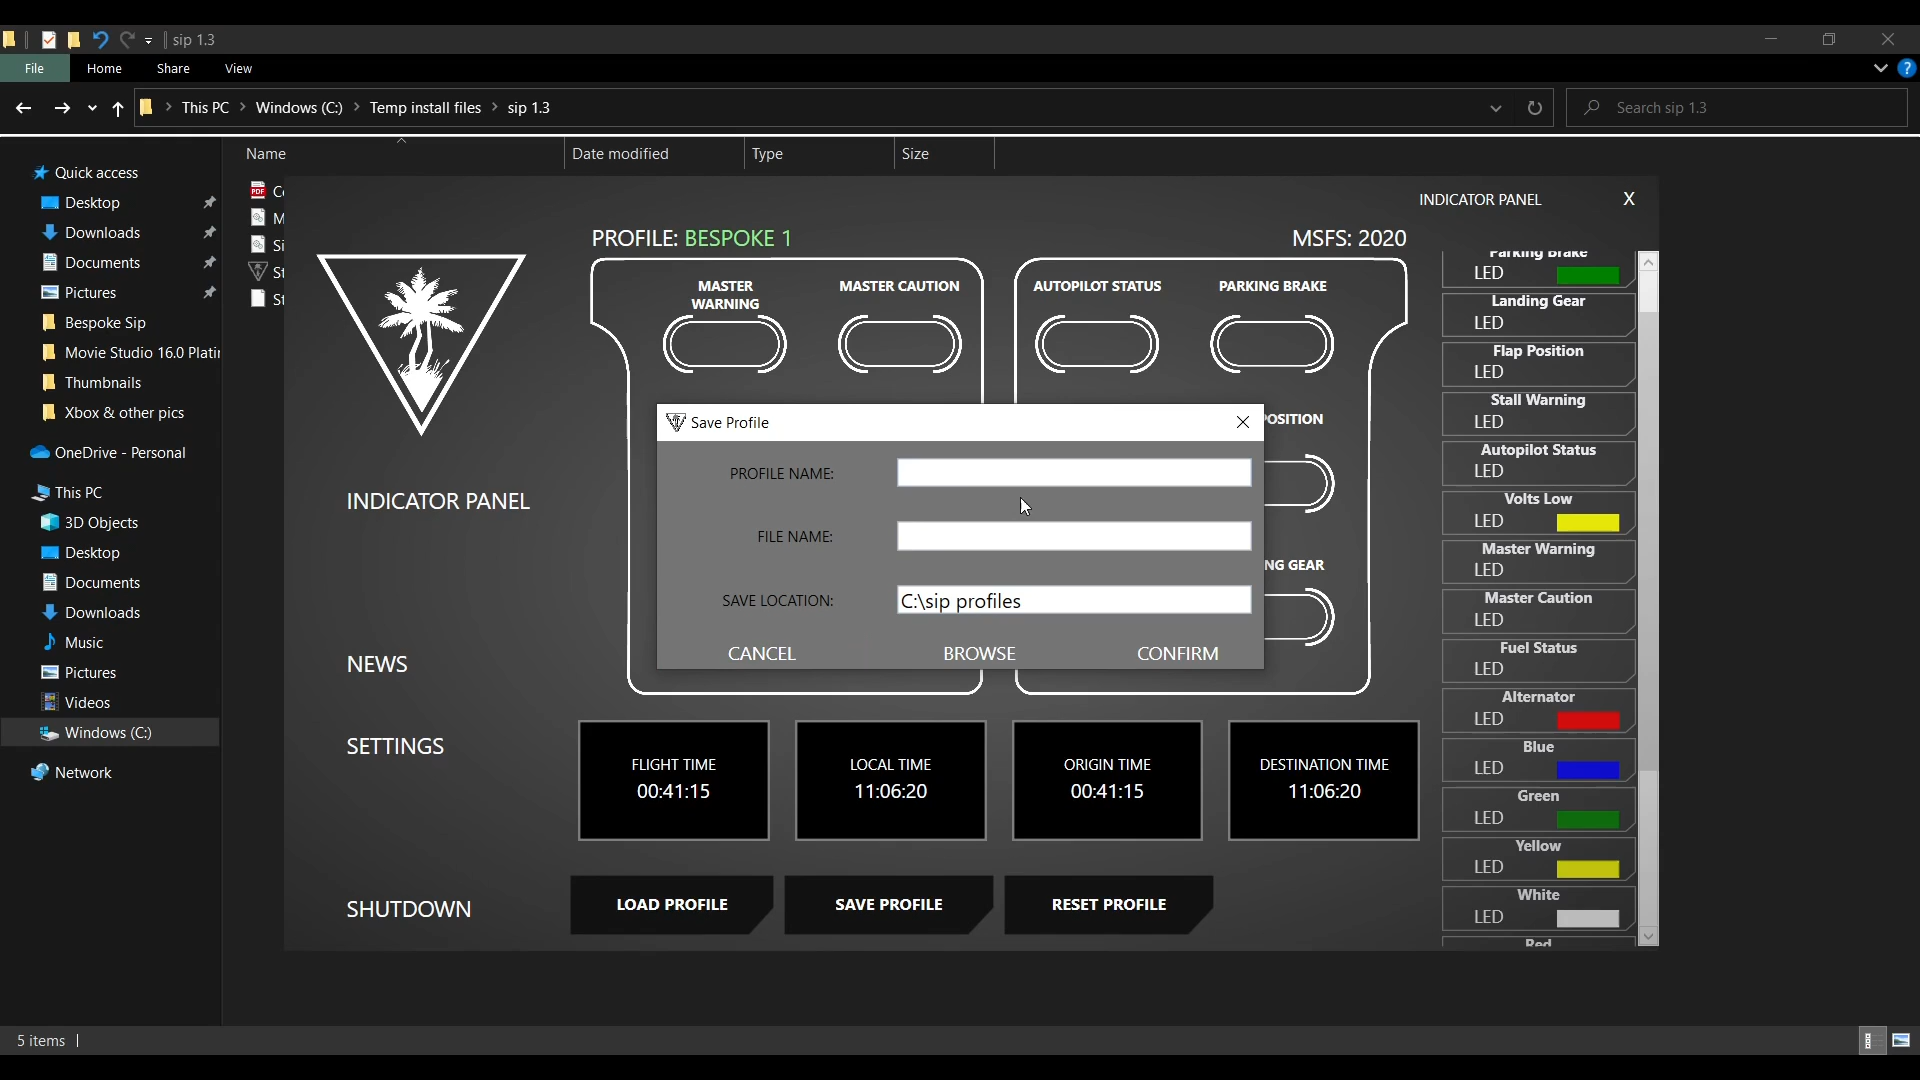 sip 1.3
File
Home
Share
View
This PC
Windows (C:)
Temp install files
sip 1.3
Search sip 1.3
Name
Date modified
Type
Size
Quick access
Desktop
Downloads
Documents
Pictures
Bespoke Sip
Movie Studio 16.0 Plati
Thumbnails
Xbox & other pics
OneDrive - Personal
This PC
3D Objects
Desktop
Documents
Downloads
Music
Pictures
Videos
Windows (C:)
Network
5 items
PDF
INDICATOR PANEL
X
PROFILE: BESPOKE 1
MSFS: 2020
MASTER
WARNING
MASTER CAUTION
AUTOPILOT STATUS
PARKING BRAKE
POSITION
NG GEAR
INDICATOR PANEL
NEWS
SETTINGS
SHUTDOWN
Save Profile
PROFILE NAME:
FILE NAME:
SAVE LOCATION:
C:\sip profiles
CANCEL
BROWSE
CONFIRM
FLIGHT TIME
00:41:15
LOCAL TIME
11:06:20
ORIGIN TIME
00:41:15
DESTINATION TIME
11:06:20
LOAD PROFILE
SAVE PROFILE
RESET PROFILE
Parking Brake
LED
Landing Gear
LED
Flap Position
LED
Stall Warning
LED
Autopilot Status
LED
Volts Low
LED
Master Warning
LED
Master Caution
LED
Fuel Status
LED
Alternator
LED
Blue
LED
Green
LED
Yellow
LED
White
LED
Red